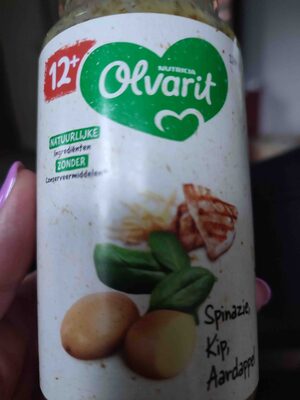 12+
NUTRICIA
Olvarit
NATUURLIJKE
Ingrediënten
ZONDER
Conserveermiddelen
Spinazie,
Kip,
Aardappel